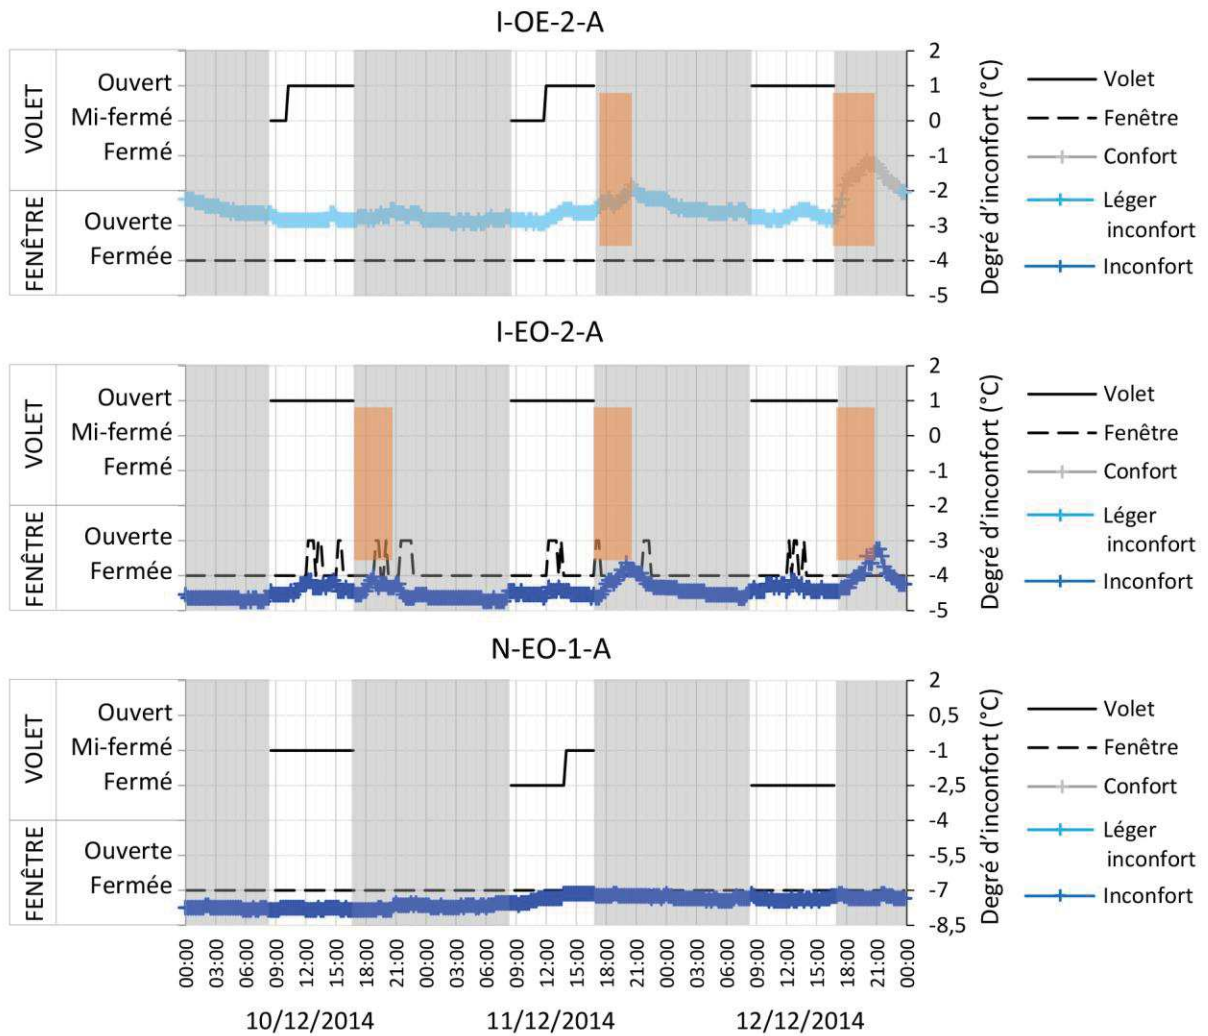 I-OE-2-A
VOLET
Ouvert
Mi-fermé
Fermé
FENÊTRE
Ouverte
Fermée
2
1
0
-1
-2
-3
-4
-5
Degré d'inconfort (°C)
Volet
Fenêtre
Confort
Léger
inconfort
Inconfort
I-EO-2-A
VOLET
Ouvert
Mi-fermé
Fermé
FENÊTRE
Ouverte
Fermée
2
1
0
-1
-2
-3
-4
-5
Degré d'inconfort (°C)
Volet
Fenêtre
Confort
Léger
inconfort
Inconfort
N-EO-1-A
VOLET
Ouvert
Mi-fermé
Fermé
FENÊTRE
Ouverte
Fermée
2
0,5
-1
-2,5
-4
-5,5
-7
-8,5
Degré d'inconfort (°C)
Volet
Fenêtre
Confort
Léger
inconfort
Inconfort
00:00 03:00 06:00 09:00 12:00 15:00 18:00 21:00 00:00 03:00 06:00 09:00 12:00 15:00 18:00 21:00 00:00 03:00 06:00 09:00 12:00 15:00 18:00 21:00 00:00
10/12/2014 11/12/2014 12/12/2014